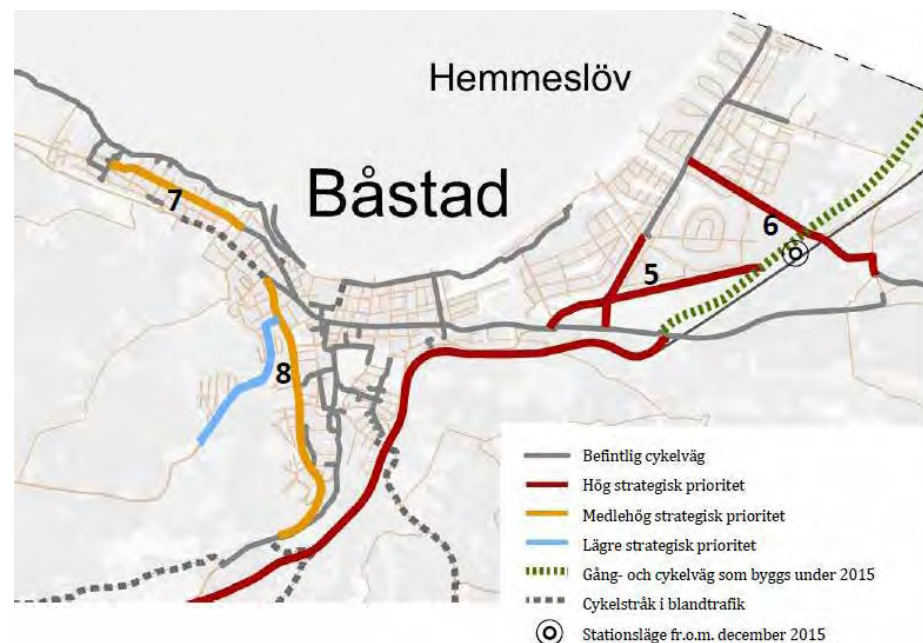 Hemmeslöv
Båstad
7
6
5
8
Befintlig cykelväg
Hög strategisk prioritet
Medlehög strategisk prioritet
Lägre strategisk prioritet
Gång- och cykelväg som byggs under 2015
Cykelstråk i blandtrafik
Stationsläge fr.o.m. december 2015